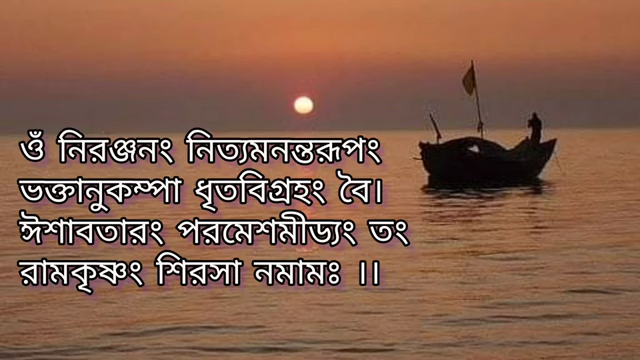 ওঁ নিরঞ্জনং নিত্যমনন্তরূপং
ভক্তানুকম্পা ধৃতবিগ্রহং বৈ।
ঈশাবতারং পরমেশমীড্যং তং
রামকৃষ্ণং শিরসা নমামঃ ।।